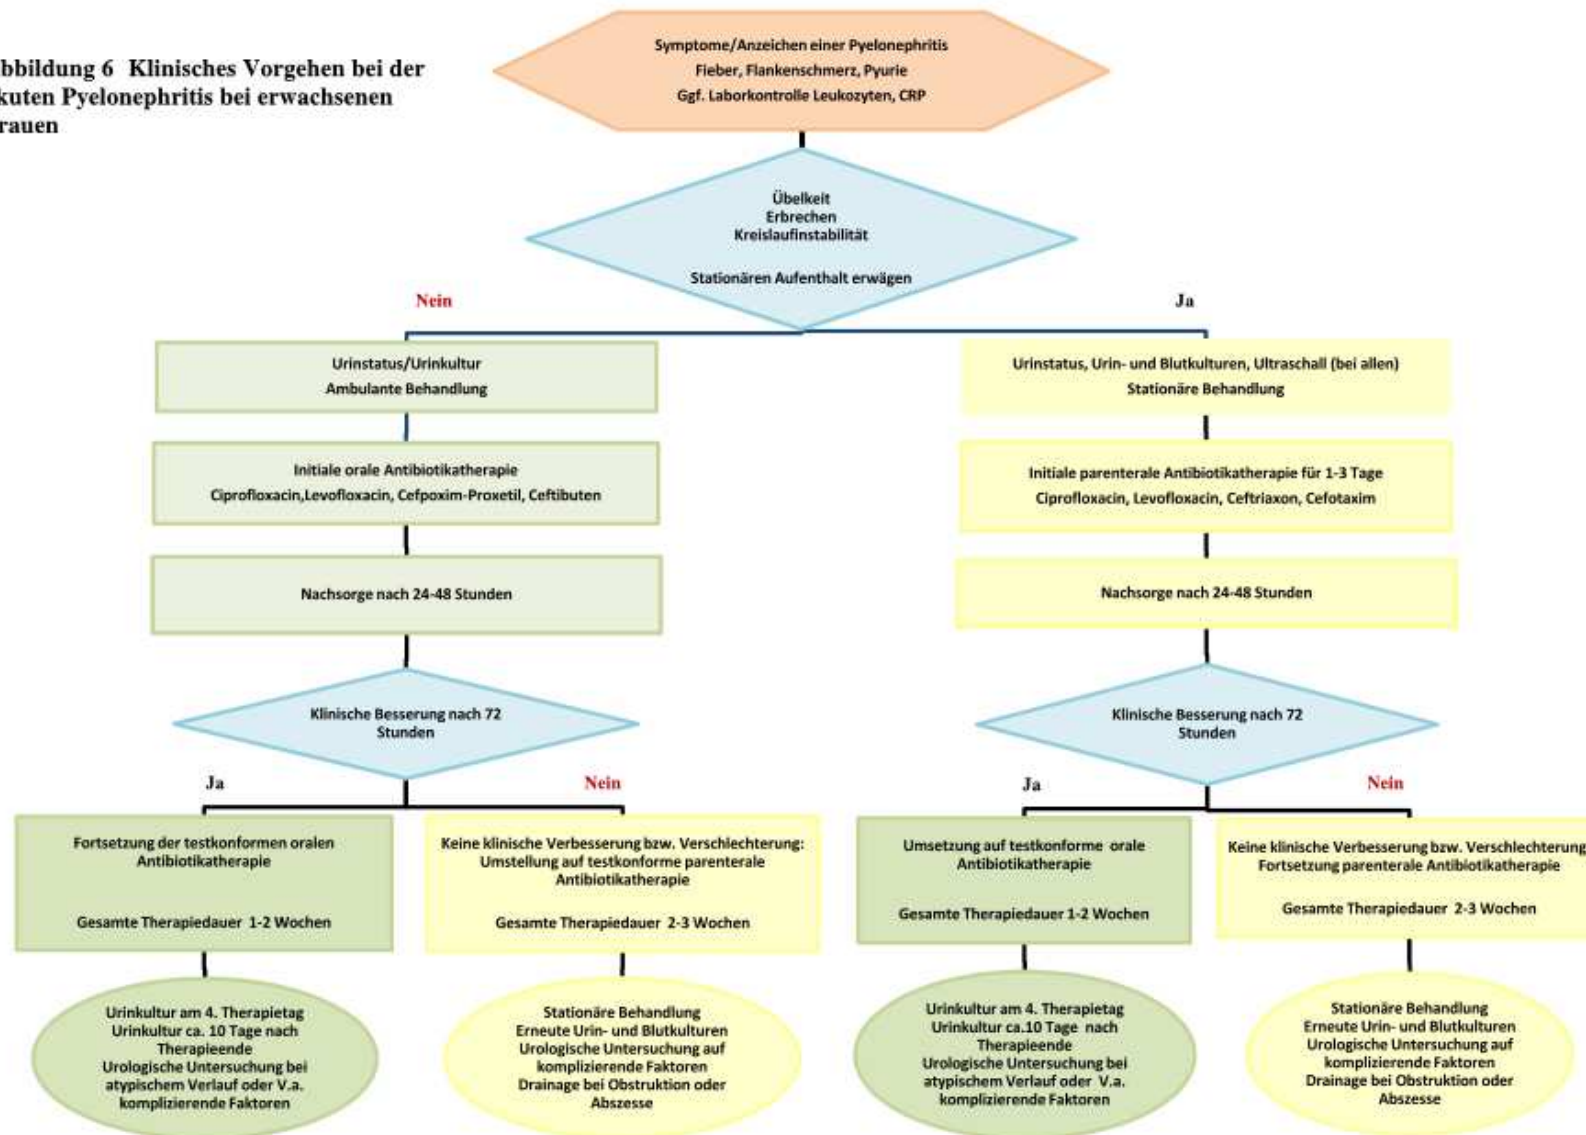 bbildung 6 Klinisches Vorgehen bei der
kuten Pyelonephritis bei erwachsenen
rauen
Symptome/Anzeichen einer Pyelonephritis
Fieber, Flankenschmerz, Pyurie
Ggf. Laborkontrolle Leukozyten, CRP
Übelkeit
Erbrechen
Kreislaufinstabilität
Stationären Aufenthalt erwägen
Nein
Ja
Urinstatus/Urinkultur
Ambulante Behandlung
Urinstatus, Urin- und Blutkulturen, Ultraschall (bei allen)
Stationäre Behandlung
Initiale orale Antibiotikatherapie
Ciprofloxacin,Levofloxacin, Cefpoxim-Proxetil, Ceftibuten
Initiale parenterale Antibiotikatherapie für 1-3 Tage
Ciprofloxacin, Levofloxacin, Ceftriaxon, Cefotaxim
Nachsorge nach 24-48 Stunden
Nachsorge nach 24-48 Stunden
Klinische Besserung nach 72
Stunden
Klinische Besserung nach 72
Stunden
Ja
Nein
Ja
Nein
Fortsetzung der testkonformen oralen
Antibiotikatherapie
Gesamte Therapiedauer 1-2 Wochen
Keine klinische Verbesserung bzw. Verschlechterung:
Umstellung auf testkonforme parenterale
Antibiotikatherapie
Gesamte Therapiedauer 2-3 Wochen
Umsetzung auf testkonforme orale
Antibiotikatherapie
Gesamte Therapiedauer 1-2 Wochen
Keine klinische Verbesserung bzw. Verschlechterung
Fortsetzung parenterale Antibiotikatherapie
Gesamte Therapiedauer 2-3 Wochen
Urinkultur am 4. Therapietag
Urinkultur ca. 10 Tage nach
Therapieende
Urologische Untersuchung bei
atypischem Verlauf oder V.a.
komplizierende Faktoren
Stationäre Behandlung
Erneute Urin- und Blutkulturen
Urologische Untersuchung auf
komplizierende Faktoren
Drainage bei Obstruktion oder
Abszesse
Urinkultur am 4. Therapietag
Urinkultur ca.10 Tage nach
Therapieende
Urologische Untersuchung bei
atypischem Verlauf oder V.a.
komplizierende Faktoren
Stationäre Behandlung
Erneute Urin- und Blutkulturen
Urologische Untersuchung auf
komplizierende Faktoren
Drainage bei Obstruktion oder
Abszesse